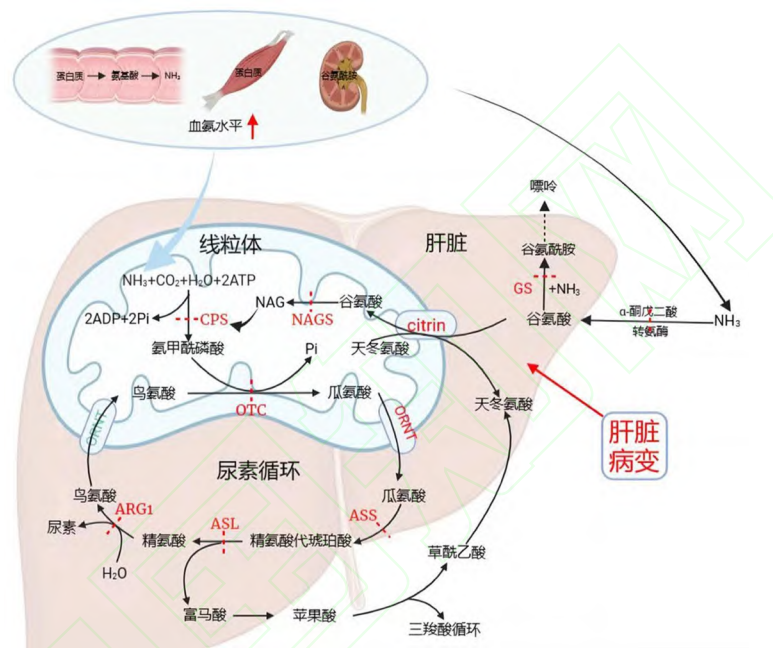 蛋白质
氨基酸
NH₃
蛋白质
谷氨酰胺
血氨水平
线粒体
肝脏
嘌呤
谷氨酰胺
GS
+NH₃
谷氨酸
α-酮戊二酸
转氨酶
NH₃
NH₃+CO₂+H₂O+2ATP
2ADP+2Pi
CPS
NAG
NAGS
谷氨酸
citrin
氨甲酰磷酸
Pi
天冬氨酸
鸟氨酸
OTC
瓜氨酸
天冬氨酸
ORNT
ORNT
肝脏
病变
尿素循环
鸟氨酸
瓜氨酸
尿素
ARG1
ASL
ASS
精氨酸
精氨酸代琥珀酸
草酰乙酸
H₂O
富马酸
苹果酸
三羧酸循环